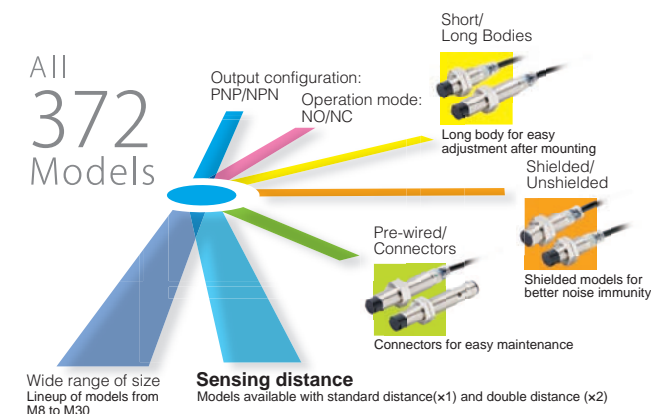 All
372
Models
Output configuration:
PNP/NPN
Operation mode:
NO/NC
Short/
Long Bodies
Long body for easy
adjustment after mounting
Shielded/
Unshielded
Shielded models for
better noise immunity
Pre-wired/
Connectors
Connectors for easy maintenance
Wide range of size
Lineup of models from
M8 to M30
Sensing distance
Models available with standard distance(×1) and double distance (×2)